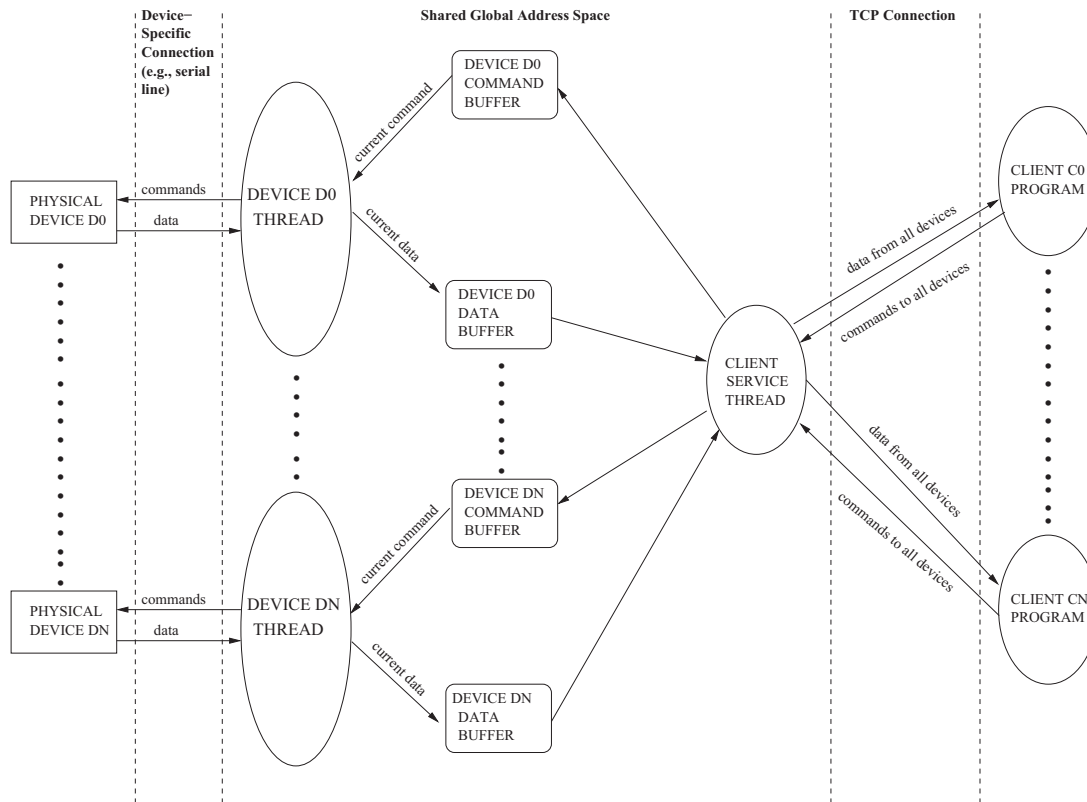 Device−
Specific
Connection
(e.g., serial
line)
Shared Global Address Space
TCP Connection
PHYSICAL
DEVICE D0
commands
data
DEVICE D0
THREAD
current command
current data
DEVICE D0
COMMAND
BUFFER
DEVICE D0
DATA
BUFFER
CLIENT
SERVICE
THREAD
data from all devices
commands to all devices
CLIENT C0
PROGRAM
PHYSICAL
DEVICE DN
commands
data
DEVICE DN
THREAD
current command
current data
DEVICE DN
COMMAND
BUFFER
DEVICE DN
DATA
BUFFER
data from all devices
commands to all devices
CLIENT CN
PROGRAM